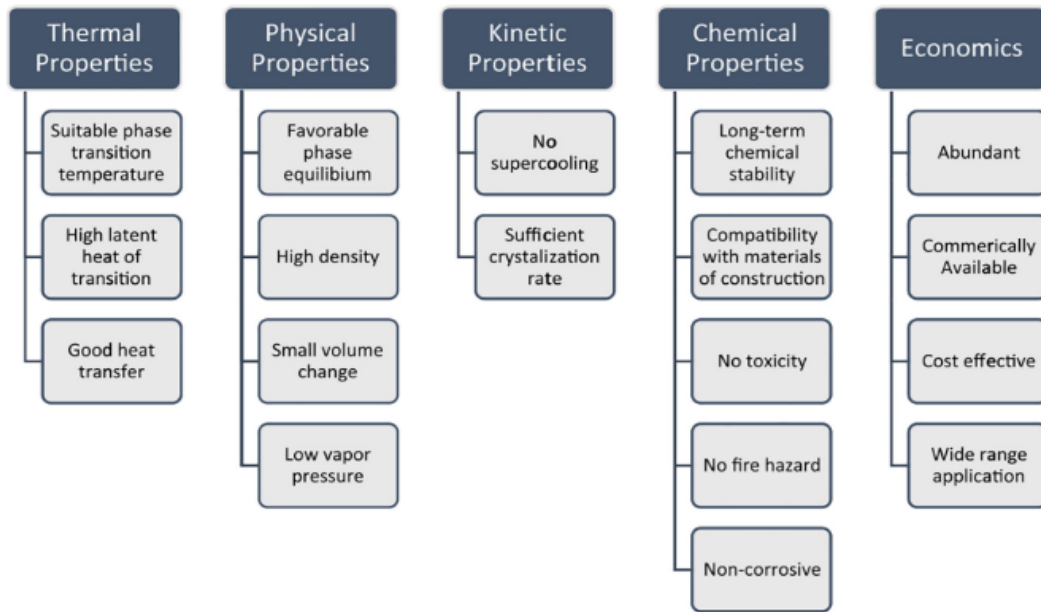 Thermal
Properties
Suitable phase
transition
temperature
High latent
heat of
transition
Good heat
transfer
Physical
Properties
Favorable
phase
equilibium
High density
Small volume
change
Low vapor
pressure
Kinetic
Properties
No
supercooling
Sufficient
crystalization
rate
Chemical
Properties
Long-term
chemical
stability
Compatibility
with materials
of construction
No toxicity
No fire hazard
Non-corrosive
Economics
Abundant
Commerically
Available
Cost effective
Wide range
application